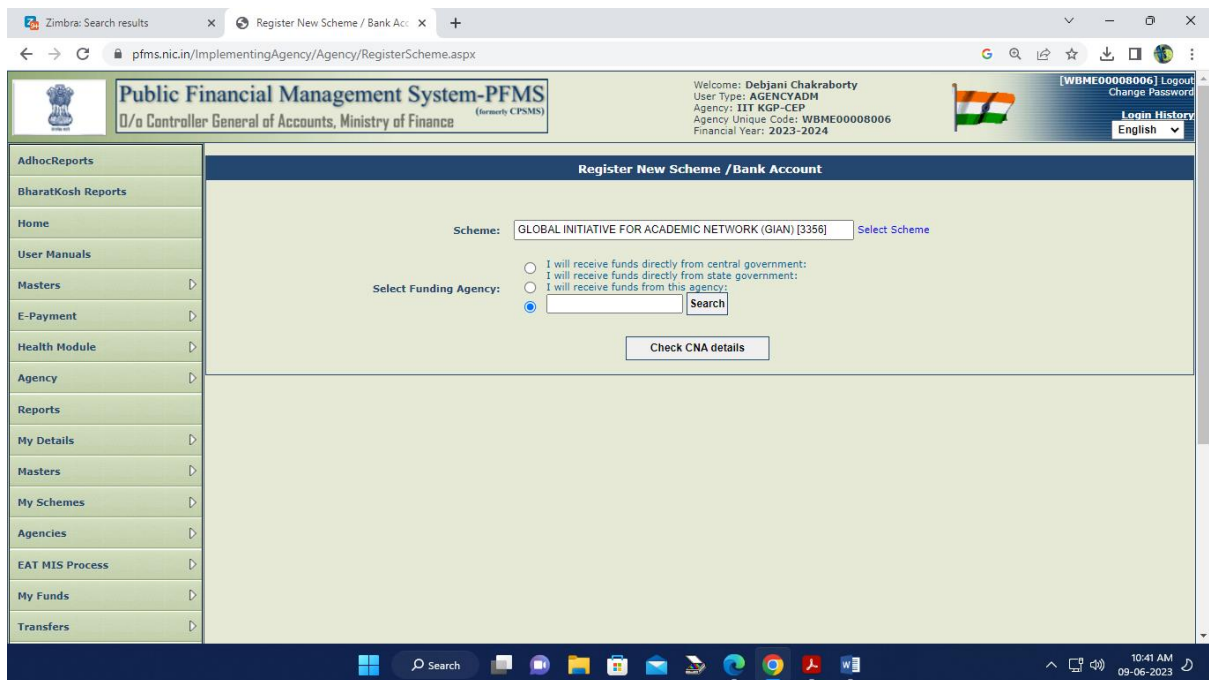 Zimbra: Search results
Register New Scheme / Bank Acc
pfms.nic.in/ImplementingAgency/Agency/RegisterScheme.aspx
Public Financial Management System-PFMS
(formerly CPSMS)
O/o Controller General of Accounts, Ministry of Finance
Welcome: Debjani Chakraborty
User Type: AGENCYADM
Agency: IIT KGP-CEP
Agency Unique Code: WBME00008006
Financial Year: 2023-2024
[WBME00008006] Logout
Change Password
Login History
English
AdhocReports
BharatKosh Reports
Home
User Manuals
Masters
E-Payment
Health Module
Agency
Reports
My Details
Masters
My Schemes
Agencies
EAT MIS Process
My Funds
Transfers
Register New Scheme /Bank Account
Scheme: GLOBAL INITIATIVE FOR ACADEMIC NETWORK (GIAN) [3356] Select Scheme
Select Funding Agency:
I will receive funds directly from central government:
I will receive funds directly from state government:
I will receive funds from this agency:
Search
Check CNA details
Search
10:41 AM
09-06-2023